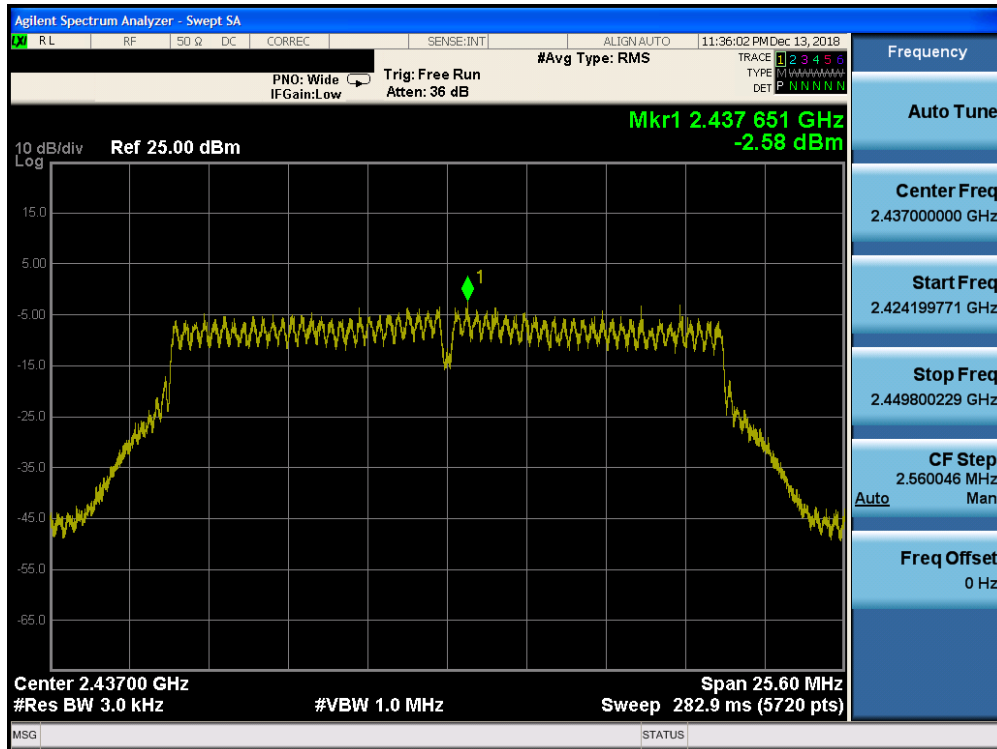 Agilent Spectrum Analyzer - Swept SA
LXI RL RF 50 Ω DC CORREC SENSE:INT ALIGN AUTO 11:36:02 PM Dec 13, 2018
Frequency
#Avg Type: RMS
TRACE 1 2 3 4 5 6
PNO: Wide Trig: Free Run
TYPE M WWWWW
IFGain:Low Atten: 36 dB
DET P N N N N N
Auto Tune
Mkr1 2.437 651 GHz
-2.58 dBm
10 dB/div Ref 25.00 dBm
Log
15.0
5.00
-5.00
-15.0
-25.0
-35.0
-45.0
-55.0
-65.0
1
Center Freq
2.437000000 GHz
Start Freq
2.424199771 GHz
Stop Freq
2.449800229 GHz
CF Step
2.560046 MHz
Auto Man
Freq Offset
0 Hz
Center 2.43700 GHz Span 25.60 MHz
#Res BW 3.0 kHz #VBW 1.0 MHz Sweep 282.9 ms (5720 pts)
MSG STATUS